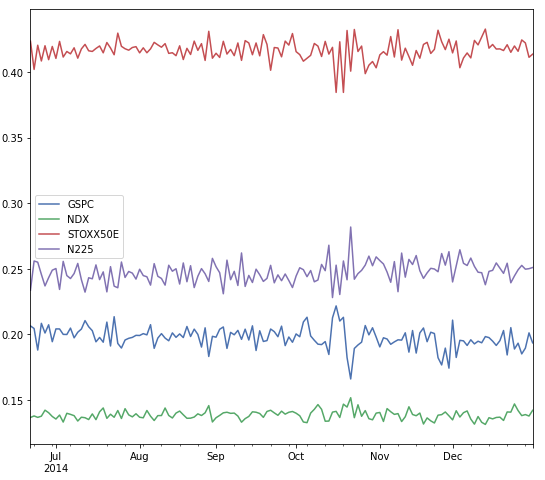 0.40
0.35
0.30
0.25
0.20
0.15
GSPC
NDX
STOXX50E
N225
Jul
2014
Aug
Sep
Oct
Nov
Dec